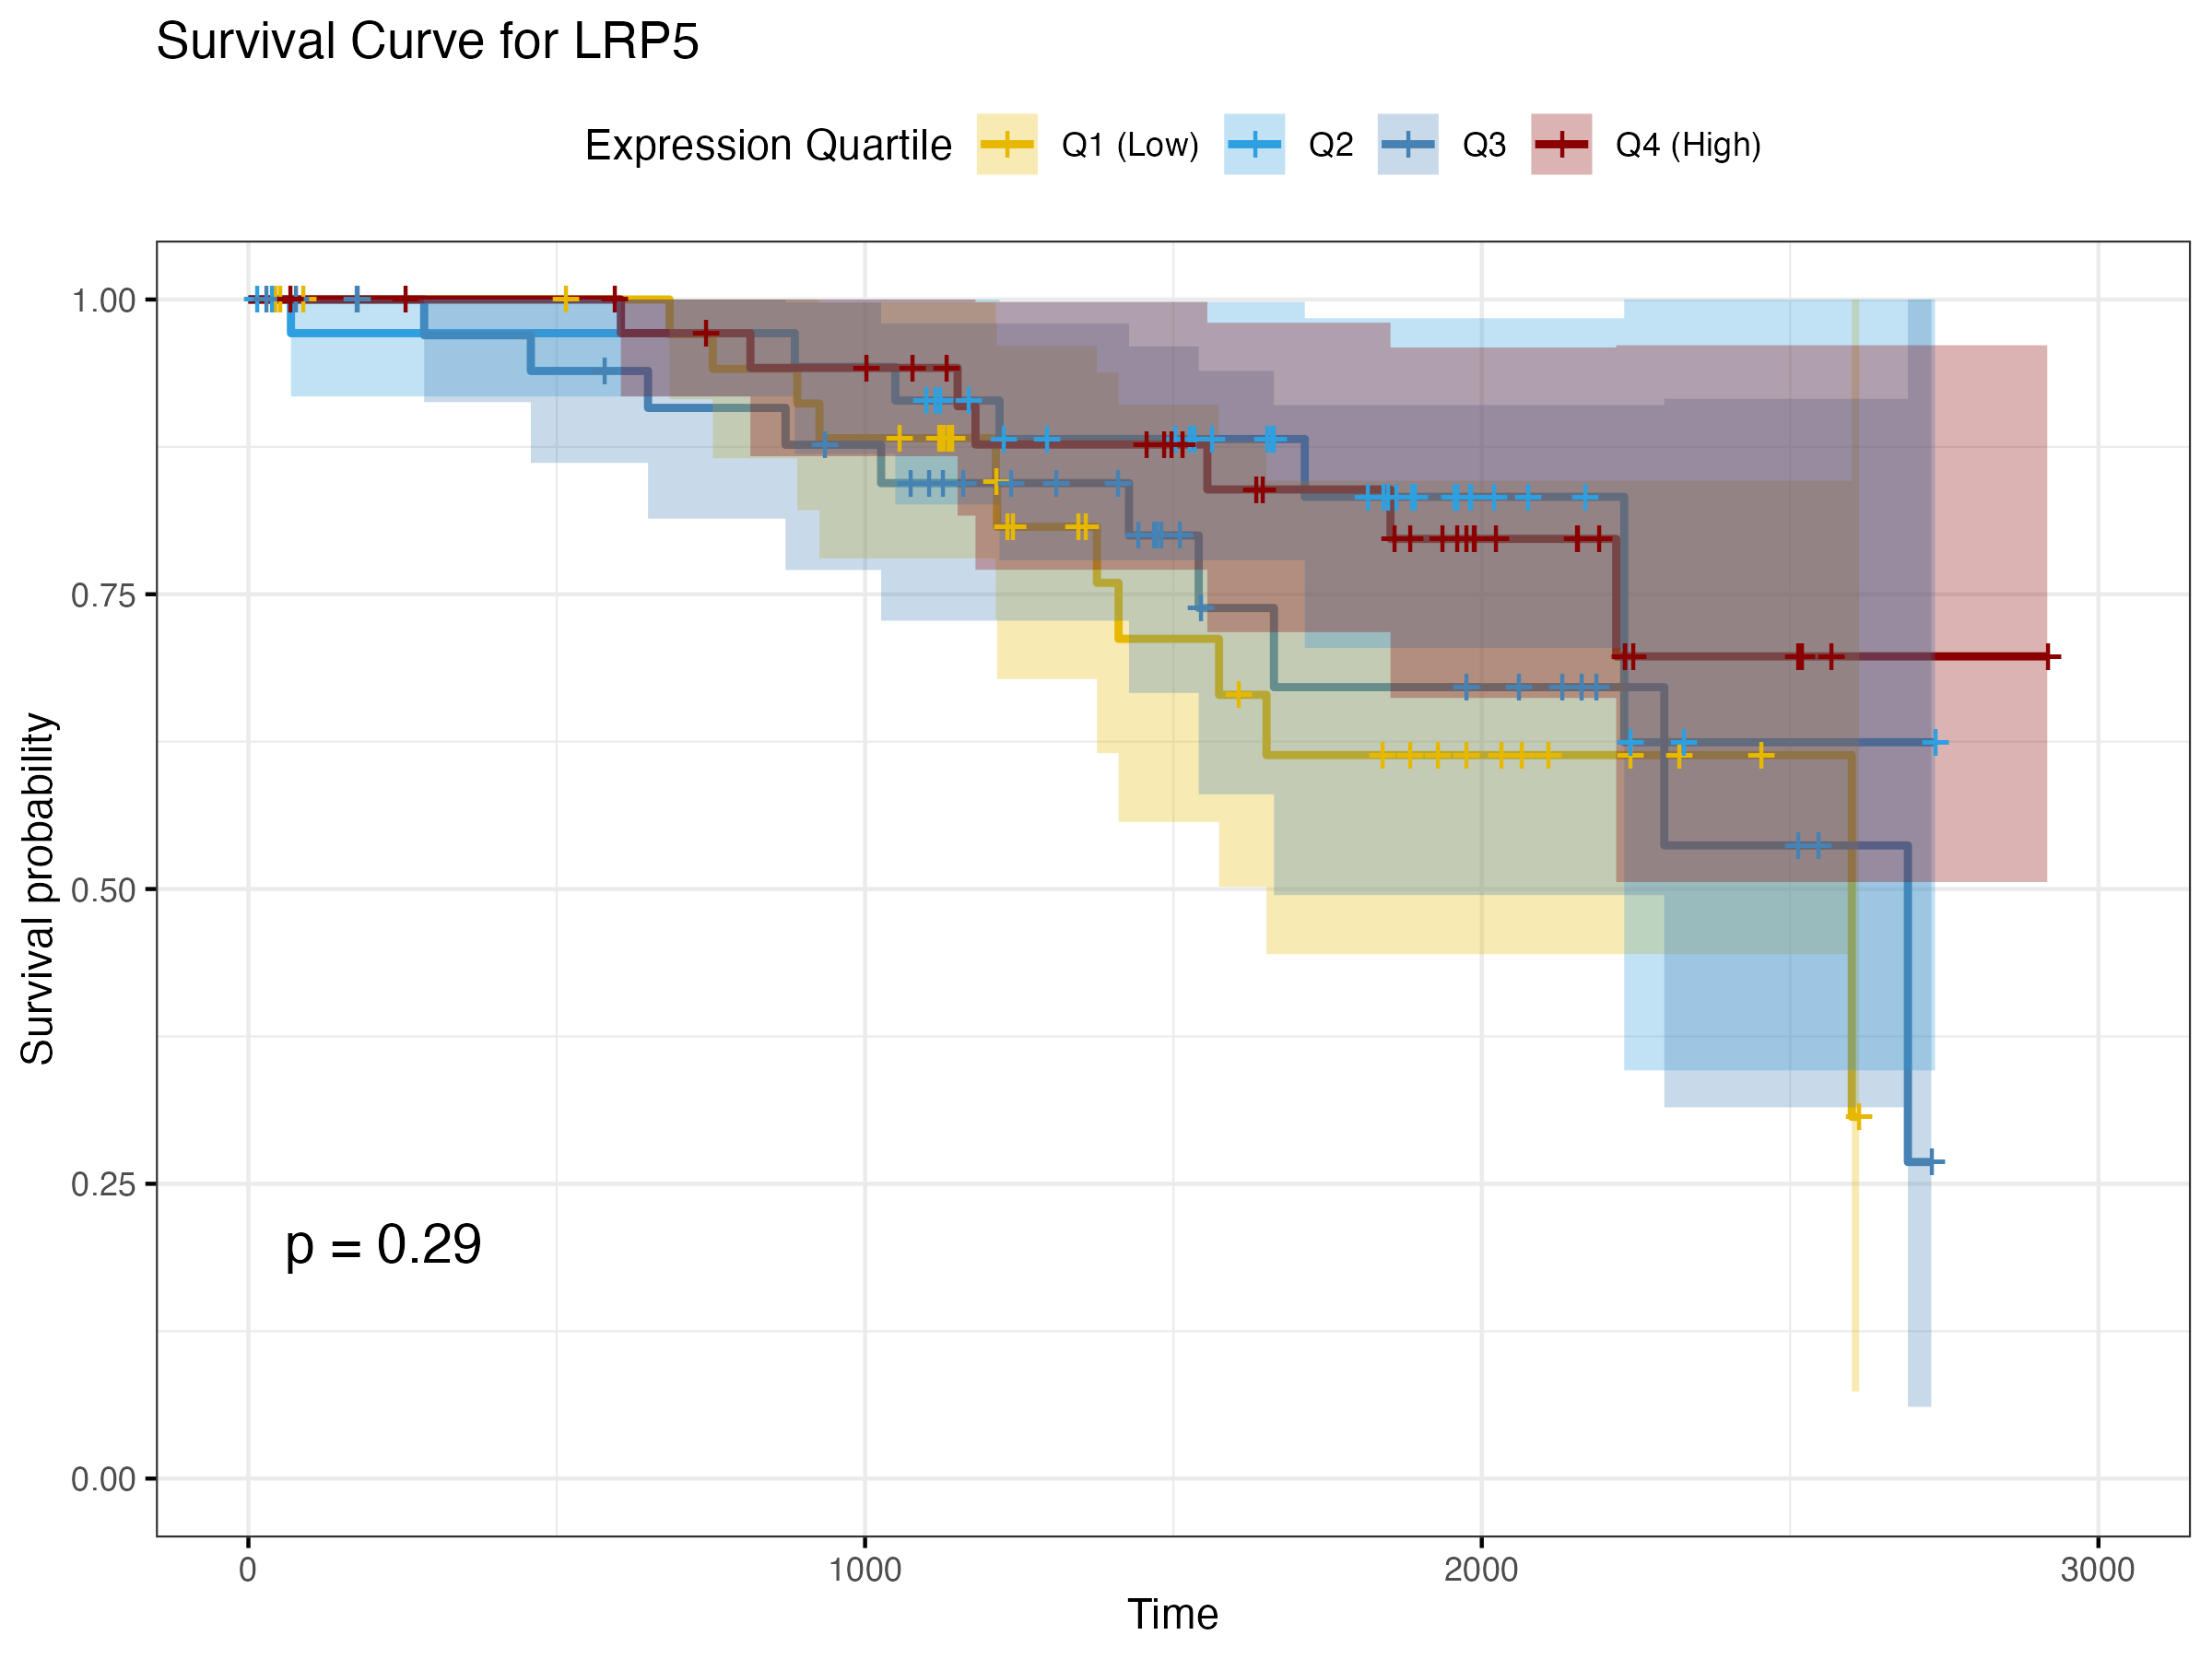 Survival Curve for LRP5
Expression Quartile Q1 (Low) Q2 Q3 Q4 (High)
1.00
0.75
0.50
0.25
0.00
Survival probability
p = 0.29
0 1000 2000 3000
Time